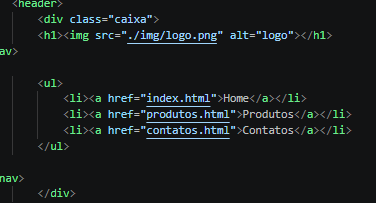 <header>
<div class="caixa">
<h1><img src="./img/logo.png" alt="logo"></h1>
nav>
<ul>
<li><a href="index.html">Home</a></li>
<li><a href="produtos.html">Produtos</a></li>
<li><a href="contatos.html">Contatos</a></li>
</ul>
nav>
</div>